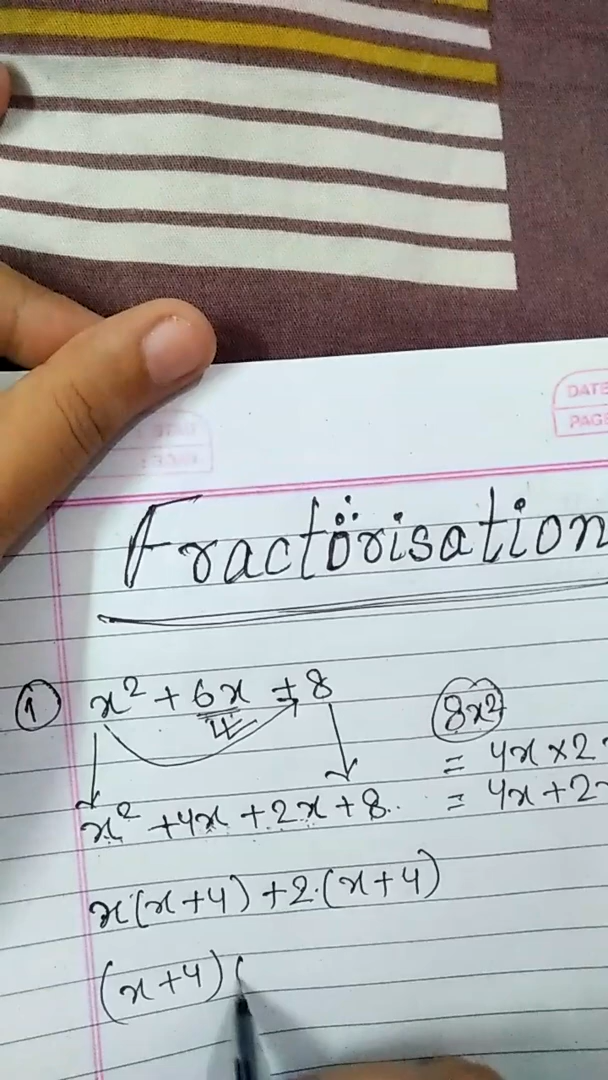 DATE
PAGE
Fractorisation
① x² + 6x + 8
8x²
= 4x × 2
x² + 4x + 2x + 8
= 4x + 2
x(x+4) + 2.(x+4)
(x+4)(